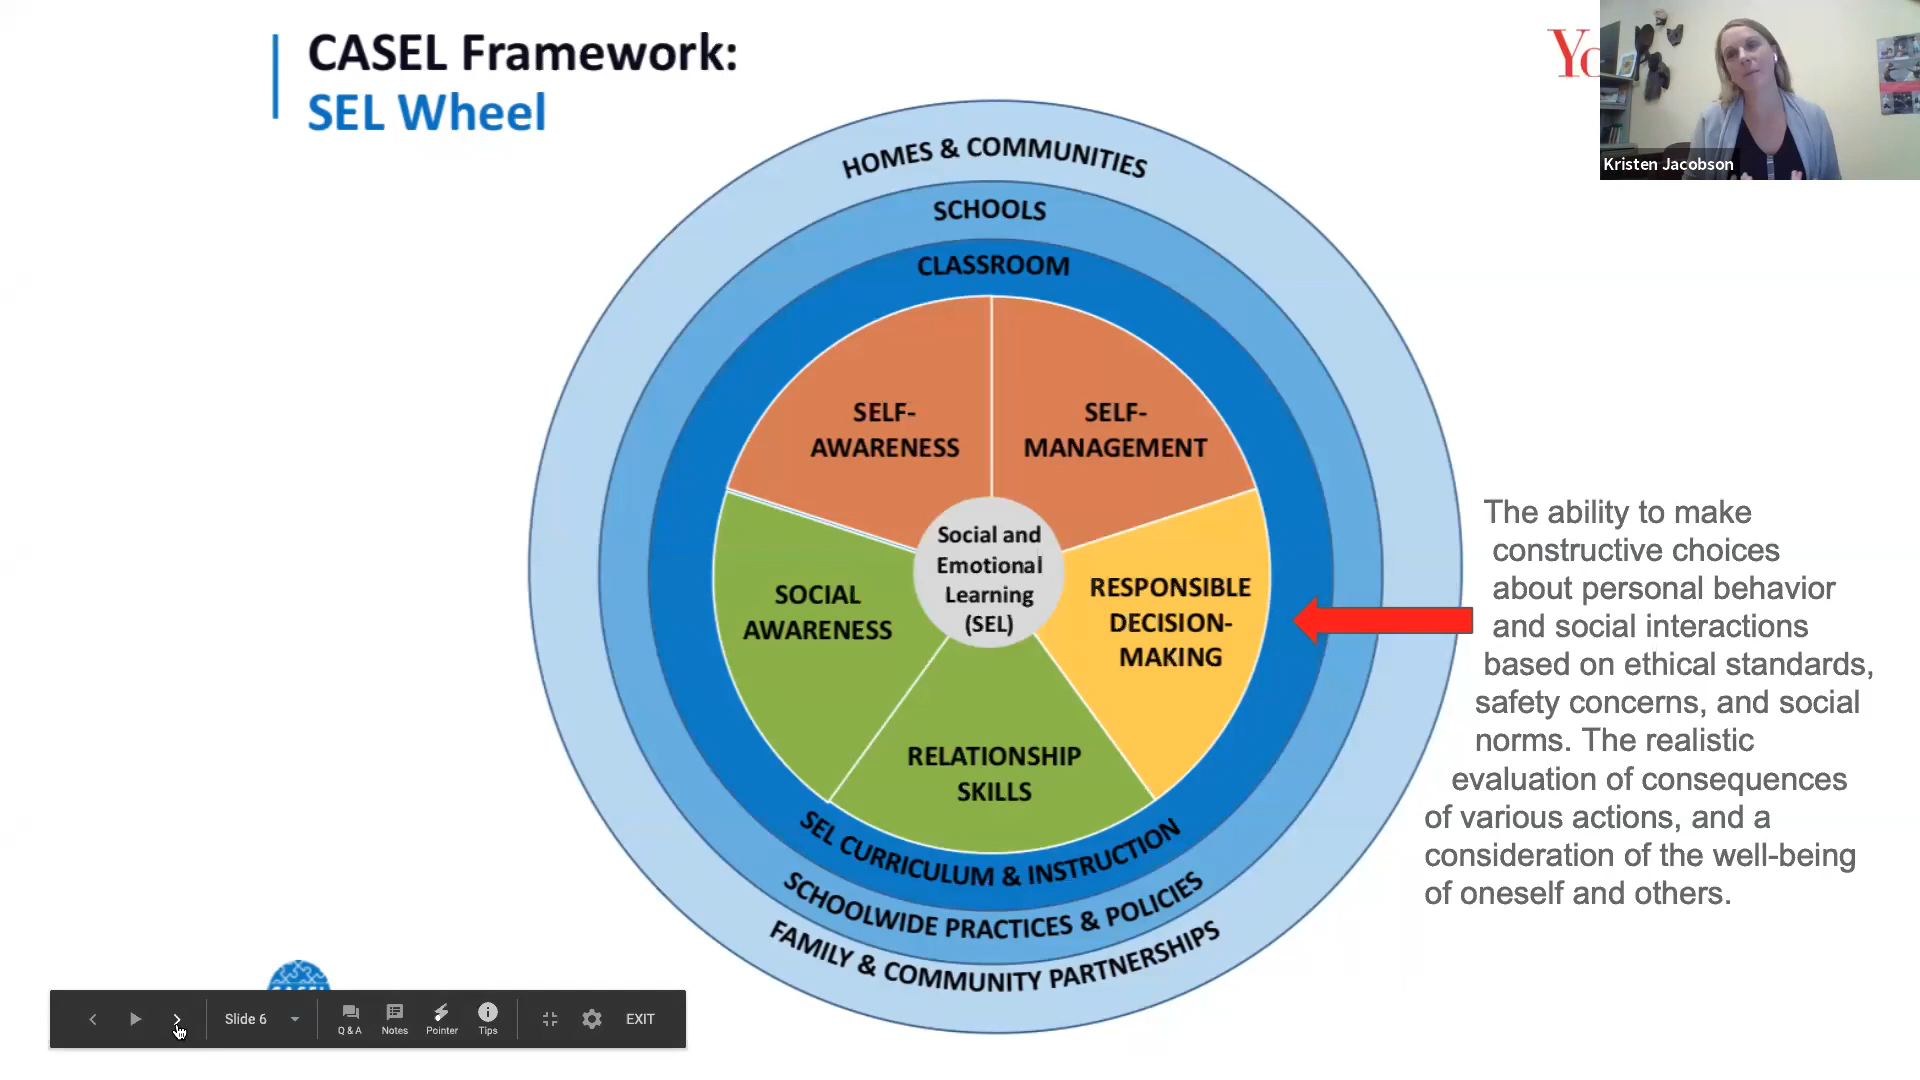 CASEL Framework:
SEL Wheel
Yo
Kristen Jacobson
HOMES & COMMUNITIES
SCHOOLS
CLASSROOM
SELF-
AWARENESS
SELF-
MANAGEMENT
Social and
Emotional
Learning
(SEL)
SOCIAL
AWARENESS
RESPONSIBLE
DECISION-
MAKING
RELATIONSHIP
SKILLS
SEL CURRICULUM & INSTRUCTION
SCHOOLWIDE PRACTICES & POLICIES
FAMILY & COMMUNITY PARTNERSHIPS
The ability to make
constructive choices
about personal behavior
and social interactions
based on ethical standards,
safety concerns, and social
norms. The realistic
evaluation of consequences
of various actions, and a
consideration of the well-being
of oneself and others.
CASEL
Slide 6
Q & A
Notes
Pointer
Tips
EXIT